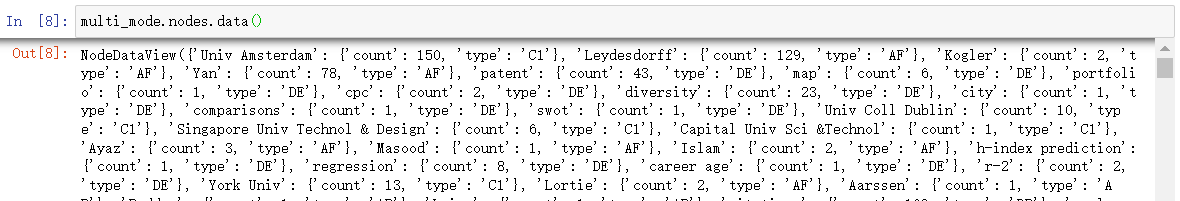 In [8]: multi_mode.nodes.data()
Out[8]: NodeDataView({'Univ Amsterdam': {'count': 150, 'type': 'C1'}, 'Leydesdorff': {'count': 129, 'type': 'AF'}, 'Kogler': {'count': 2, 't
ype': 'AF'}, 'Yan': {'count': 78, 'type': 'AF'}, 'patent': {'count': 43, 'type': 'DE'}, 'map': {'count': 6, 'type': 'DE'}, 'portfoli
o': {'count': 1, 'type': 'DE'}, 'cpc': {'count': 2, 'type': 'DE'}, 'diversity': {'count': 23, 'type': 'DE'}, 'city': {'count': 1, 't
ype': 'DE'}, 'comparisons': {'count': 1, 'type': 'DE'}, 'swot': {'count': 1, 'type': 'DE'}, 'Univ Coll Dublin': {'count': 10, 'typ
e': 'C1'}, 'Singapore Univ Technol & Design': {'count': 6, 'type': 'C1'}, 'Capital Univ Sci &Technol': {'count': 1, 'type': 'C1'},
'Ayaz': {'count': 3, 'type': 'AF'}, 'Masood': {'count': 1, 'type': 'AF'}, 'Islam': {'count': 2, 'type': 'AF'}, 'h-index prediction':
{'count': 1, 'type': 'DE'}, 'regression': {'count': 8, 'type': 'DE'}, 'career age': {'count': 1, 'type': 'DE'}, 'r-2': {'count': 2,
'type': 'DE'}, 'York Univ': {'count': 13, 'type': 'C1'}, 'Lortie': {'count': 2, 'type': 'AF'}, 'Aarssen': {'count': 1, 'type': 'A